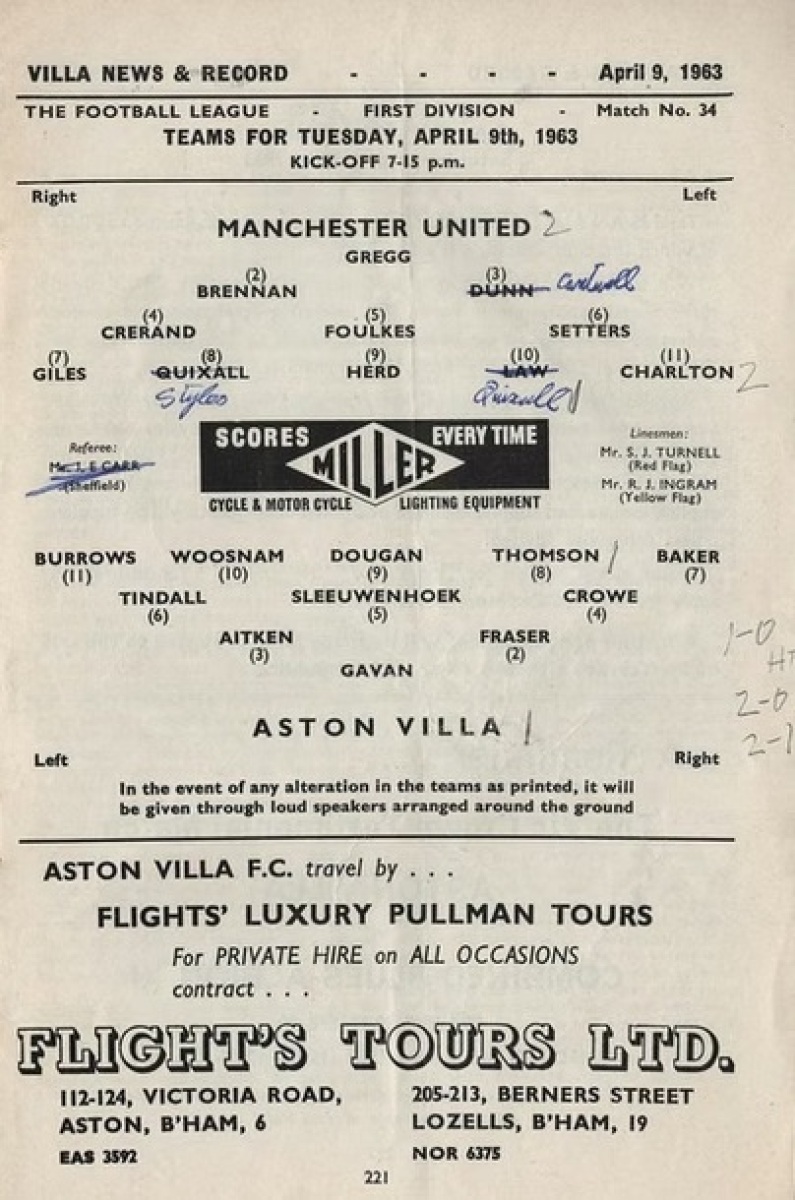 VILLA NEWS & RECORD - - - - April 9, 1963
THE FOOTBALL LEAGUE - FIRST DIVISION - Match No. 34
TEAMS FOR TUESDAY, APRIL 9th, 1963
KICK-OFF 7-15 p.m.
Right Left
MANCHESTER UNITED 2
GREGG
(2) (3)
BRENNAN DUNN Cantwell
(4) (5) (6)
CRERAND FOULKES SETTERS
(7) (8) (9) (10) (11)
GILES QUIXALL HERD LAW CHARLTON 2
Styles Quixall 1
SCORES MILLER EVERY TIME
CYCLE & MOTOR CYCLE LIGHTING EQUIPMENT
Referee:
Mr. J. E CARR
(Sheffield)
Linesmen:
Mr. S. J. TURNELL
(Red Flag)
Mr. R. J. INGRAM
(Yellow Flag)
BURROWS WOOSNAM DOUGAN THOMSON 1 BAKER
(11) (10) (9) (8) (7)
TINDALL SLEEUWENHOEK CROWE
(6) (5) (4)
AITKEN FRASER
(3) (2)
GAVAN
1-0
HT
2-0
2-1
ASTON VILLA 1
Left Right
In the event of any alteration in the teams as printed, it will
be given through loud speakers arranged around the ground
ASTON VILLA F.C. travel by . . .
FLIGHTS' LUXURY PULLMAN TOURS
For PRIVATE HIRE on ALL OCCASIONS
contract . . .
FLIGHT'S TOURS LTD.
112-124, VICTORIA ROAD, 205-213, BERNERS STREET
ASTON, B'HAM, 6 LOZELLS, B'HAM, 19
EAS 3592 NOR 6375
221